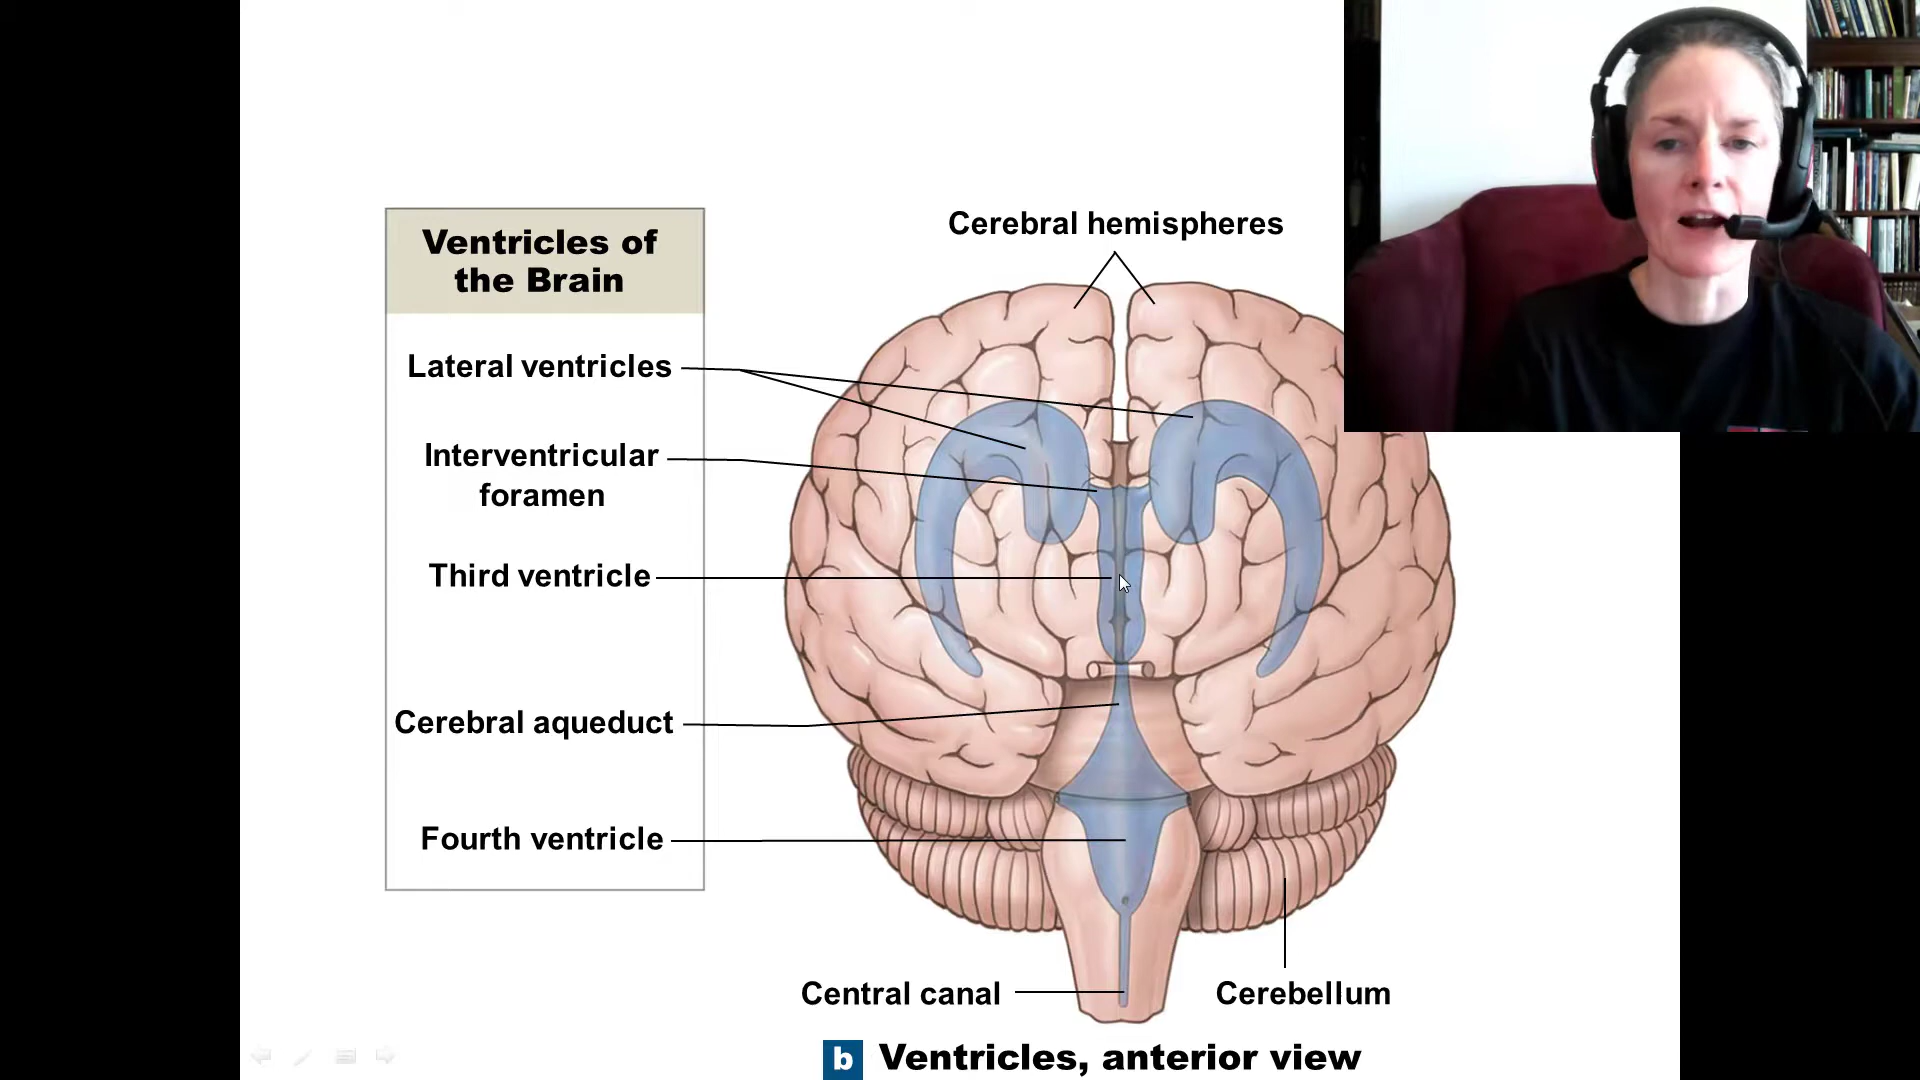 Ventricles of
the Brain
Lateral ventricles
Interventricular
foramen
Third ventricle
Cerebral aqueduct
Fourth ventricle
Cerebral hemispheres
Central canal
Cerebellum
b Ventricles, anterior view